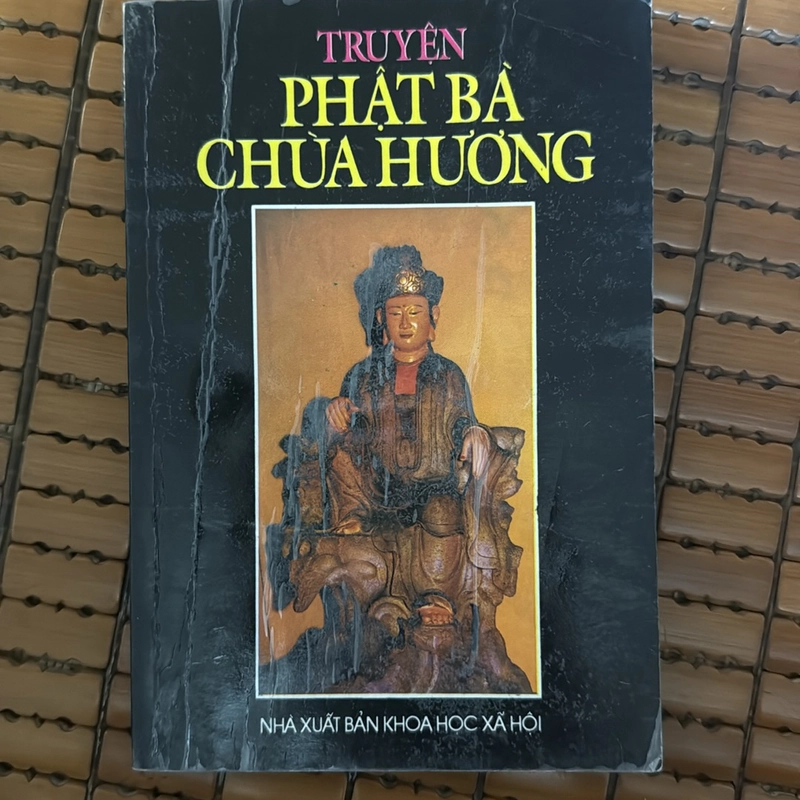 TRUYỆN
PHẬT BÀ
CHÙA HƯƠNG
NHÀ XUẤT BẢN KHOA HỌC XÃ HỘI